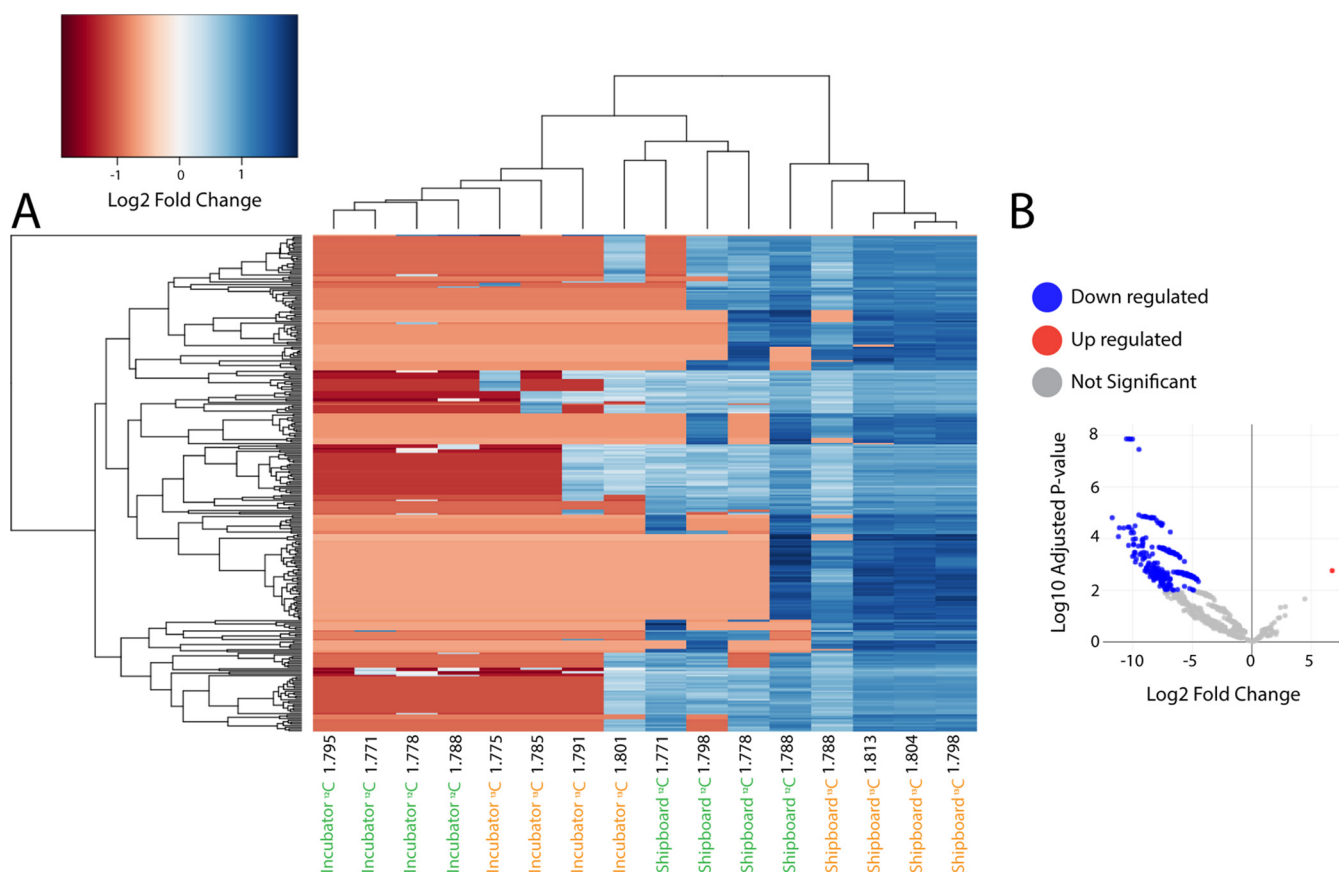 -1 0 1
Log2 Fold Change
A
B
Down regulated
Up regulated
Not Significant
8
6
4
2
0
Log10 Adjusted P-value
-10 -5 0 5
Log2 Fold Change
Incubator ¹²C 1.795
Incubator ¹²C 1.771
Incubator ¹²C 1.778
Incubator ¹²C 1.788
Incubator ¹³C 1.775
Incubator ¹³C 1.785
Incubator ¹³C 1.791
Incubator ¹³C 1.801
Shipboard ¹²C 1.771
Shipboard ¹²C 1.798
Shipboard ¹²C 1.778
Shipboard ¹²C 1.788
Shipboard ¹³C 1.788
Shipboard ¹³C 1.813
Shipboard ¹³C 1.804
Shipboard ¹³C 1.798